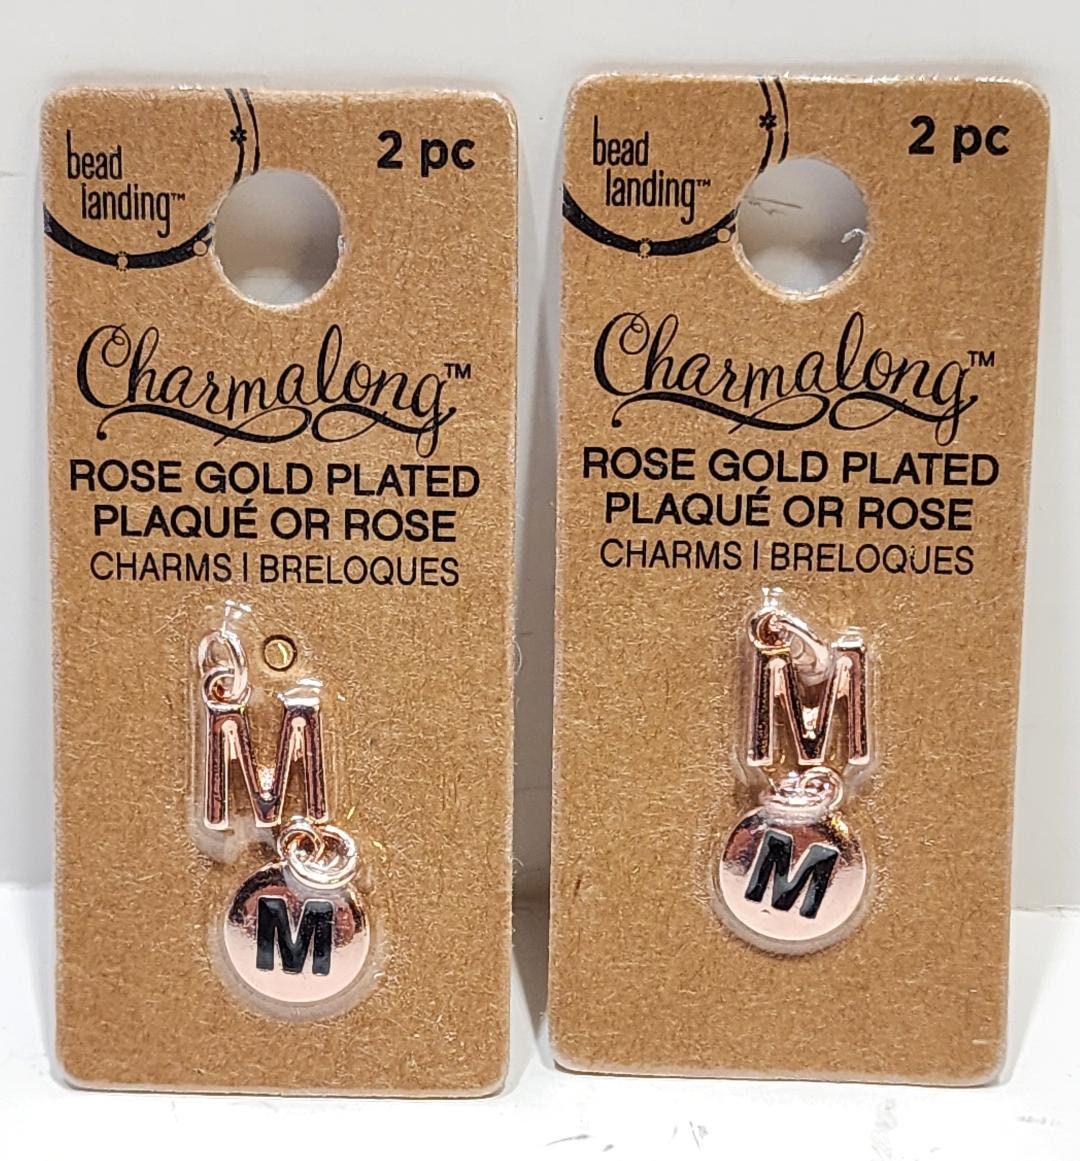 bead
landing™
2 pc
Charmalong™
ROSE GOLD PLATED
PLAQUÉ OR ROSE
CHARMS | BRELOQUES
M
M
bead
landing™
2 pc
Charmalong™
ROSE GOLD PLATED
PLAQUÉ OR ROSE
CHARMS | BRELOQUES
M
M